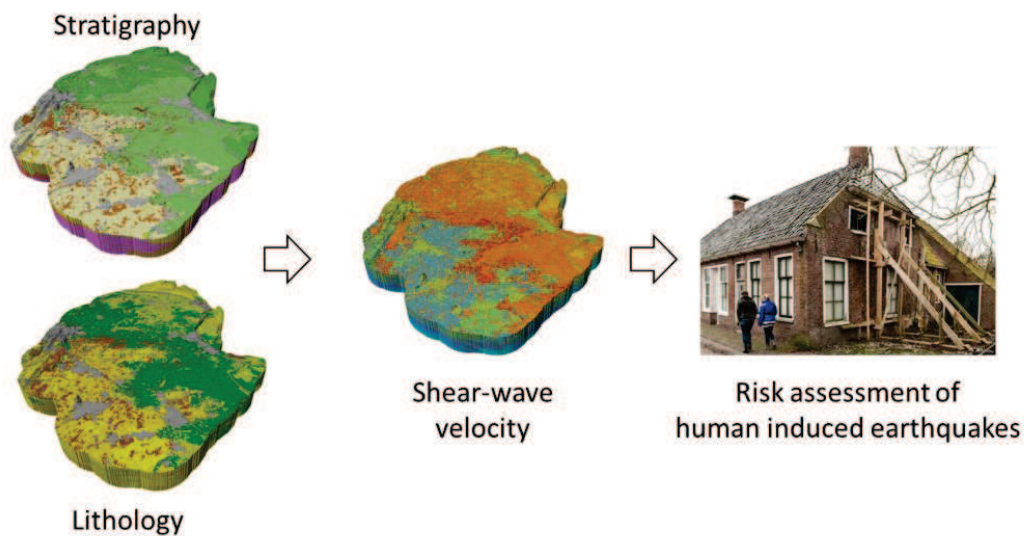 Stratigraphy
Lithology
Shear-wave
velocity
Risk assessment of
human induced earthquakes